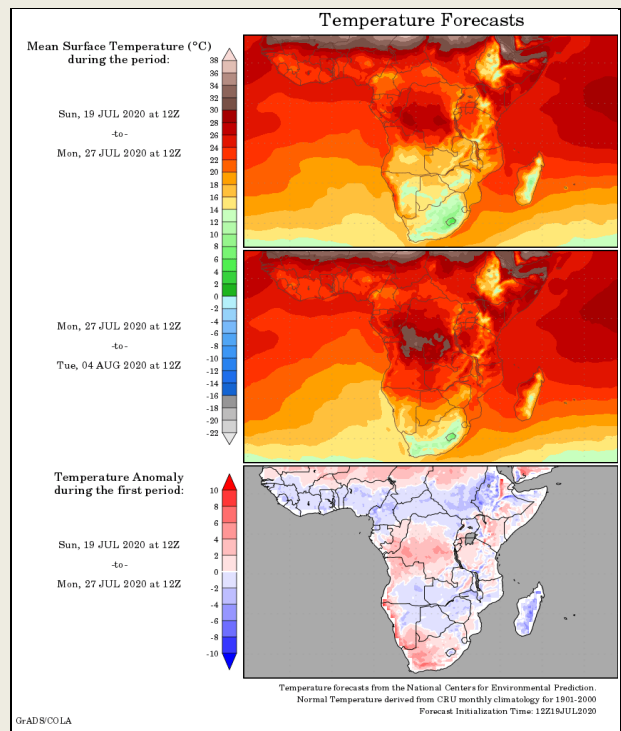 Temperature Forecasts
Mean Surface Temperature (°C)
during the period:
Sun, 19 JUL 2020 at 12Z
-to-
Mon, 27 JUL 2020 at 12Z
38
36
34
32
30
28
26
24
22
20
18
16
14
12
10
8
6
4
2
0
-2
-4
-6
-8
-10
-12
-14
-16
-18
-20
-22
Mon, 27 JUL 2020 at 12Z
-to-
Tue, 04 AUG 2020 at 12Z
Temperature Anomaly
during the first period:
Sun, 19 JUL 2020 at 12Z
-to-
Mon, 27 JUL 2020 at 12Z
10
8
6
4
2
0
-2
-4
-6
-8
-10
Temperature forecasts from the National Centers for Environmental Prediction.
Normal Temperature derived from CRU monthly climatology for 1901-2000
Forecast Initialization Time: 12Z19JUL2020
GrADS/COLA